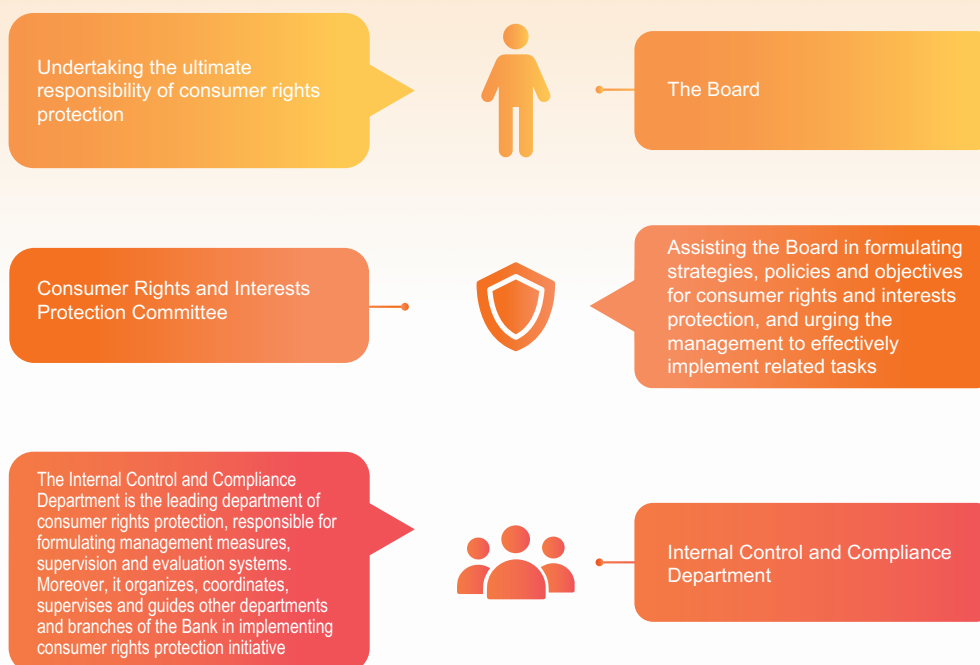 Undertaking the ultimate
responsibility of consumer rights
protection
The Board
Consumer Rights and Interests
Protection Committee
Assisting the Board in formulating
strategies, policies and objectives
for consumer rights and interests
protection, and urging the
management to effectively
implement related tasks
The Internal Control and Compliance
Department is the leading department of
consumer rights protection, responsible for
formulating management measures,
supervision and evaluation systems.
Moreover, it organizes, coordinates,
supervises and guides other departments
and branches of the Bank in implementing
consumer rights protection initiative
Internal Control and Compliance
Department